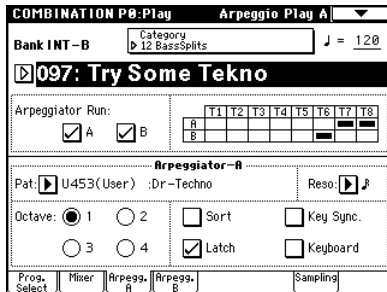 COMBINATION P0:Play Arpeggio Play A
Bank INT-B Category ♩ = 120
12 BassSplits
097: Try Some Tekno
Arpeggiator Run: T1 T2 T3 T4 T5 T6 T7 T8
A B A
B
Arpeggiator-A
Pat: U453(User) :Dr-Techno Reso: ♪
Octave: 1 2 Sort Key Sync.
3 4 Latch Keyboard
Prog. Select Mixer Arpegg. A Arpegg. B Sampling